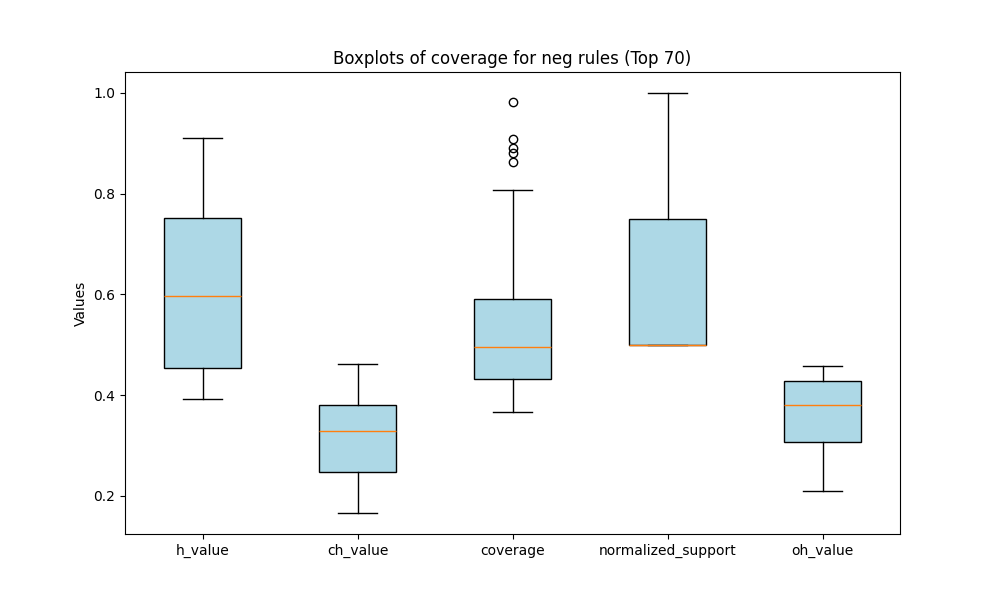 Boxplots of coverage for neg rules (Top 70)
Values
1.0
0.8
0.6
0.4
0.2
h_value ch_value coverage normalized_support oh_value